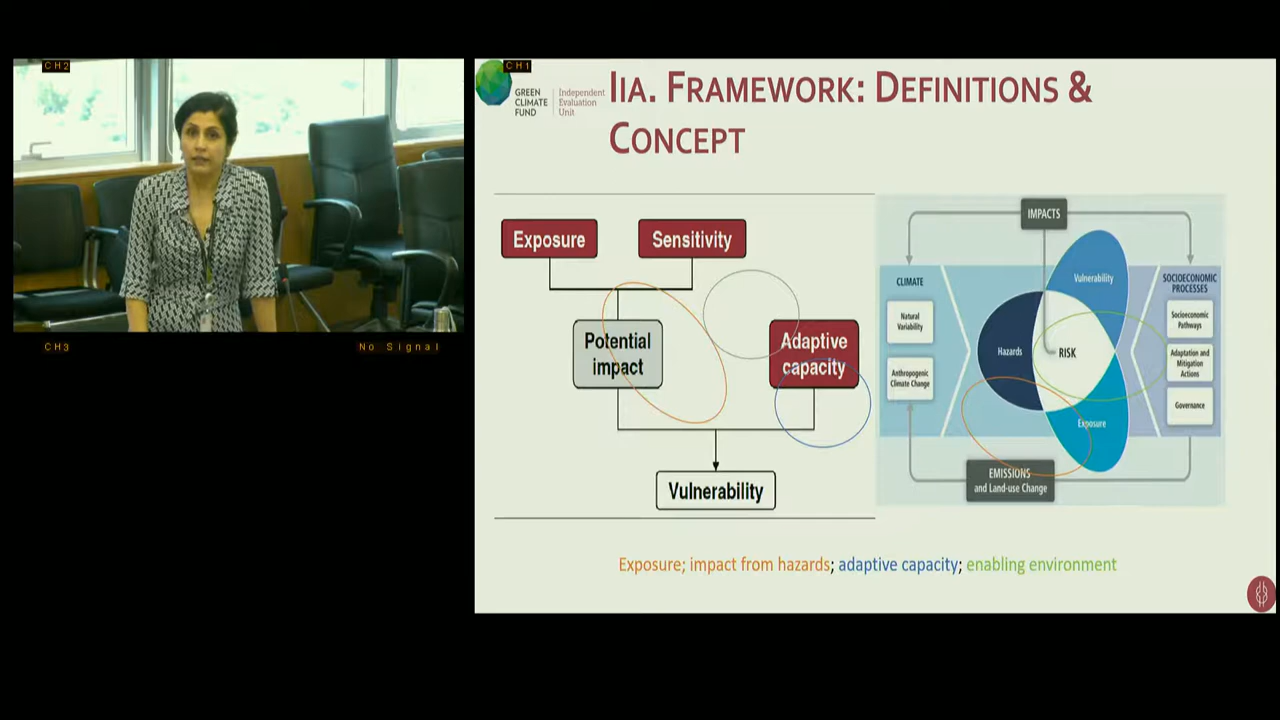 CH2
CH3
No Signal
CH1
GREEN
CLIMATE
FUND
Independent
Evaluation
Unit
IIA. FRAMEWORK: DEFINITIONS &
CONCEPT
Exposure
Sensitivity
Potential
impact
Adaptive
capacity
Vulnerability
IMPACTS
CLIMATE
Natural
Variability
Anthropogenic
Climate Change
Vulnerability
Hazards
RISK
Exposure
SOCIOECONOMIC
PROCESSES
Socioeconomic
Pathways
Adaptation and
Mitigation
Actions
Governance
EMISSIONS
and Land-use Change
Exposure; impact from hazards; adaptive capacity; enabling environment